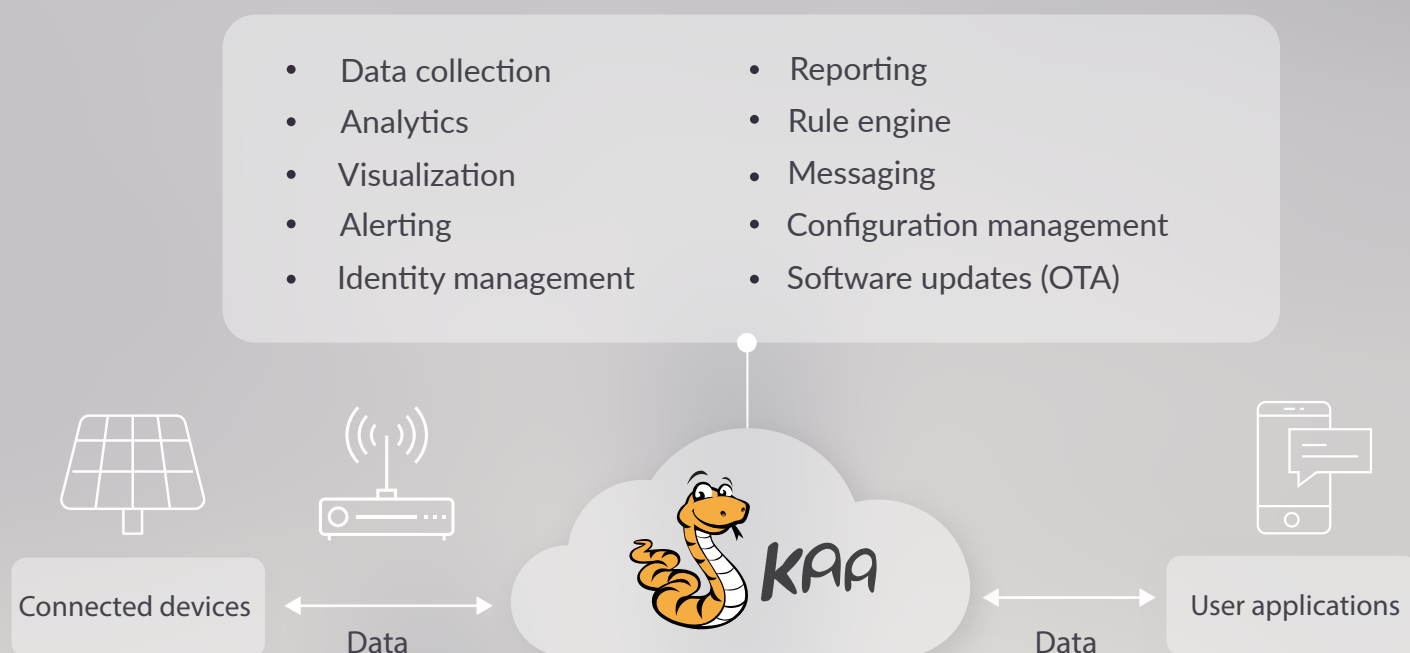 • Data collection
• Analytics
• Visualization
• Alerting
• Identity management
• Reporting
• Rule engine
• Messaging
• Configuration management
• Software updates (OTA)
Kaa
Connected devices
Data
Data
User applications